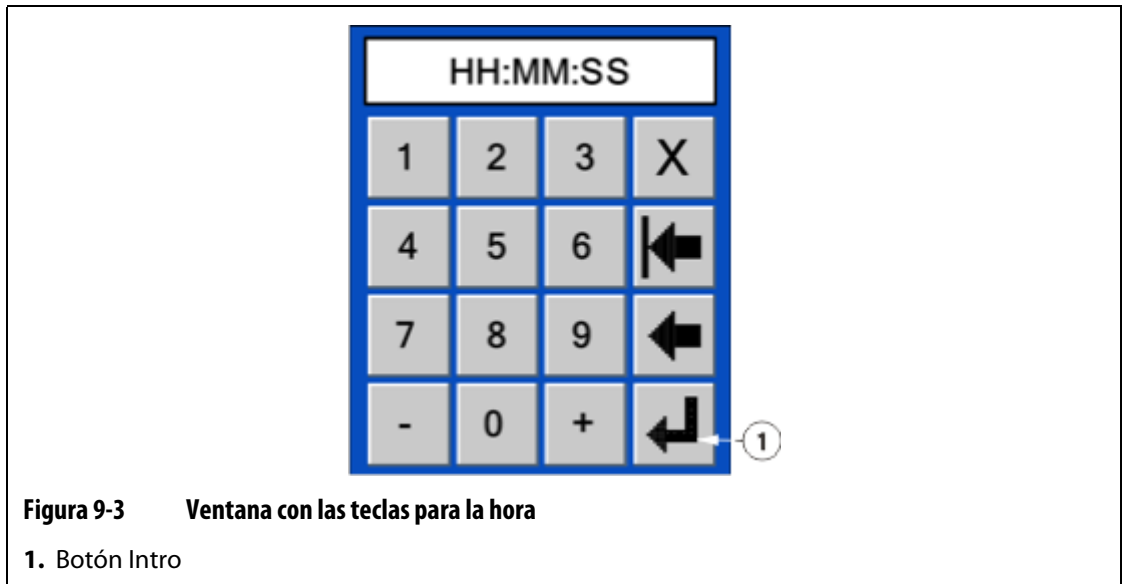 HH:MM:SS
1 2 3 X
4 5 6
7 8 9
- 0 +
1
Figura 9-3 Ventana con las teclas para la hora
1. Botón Intro